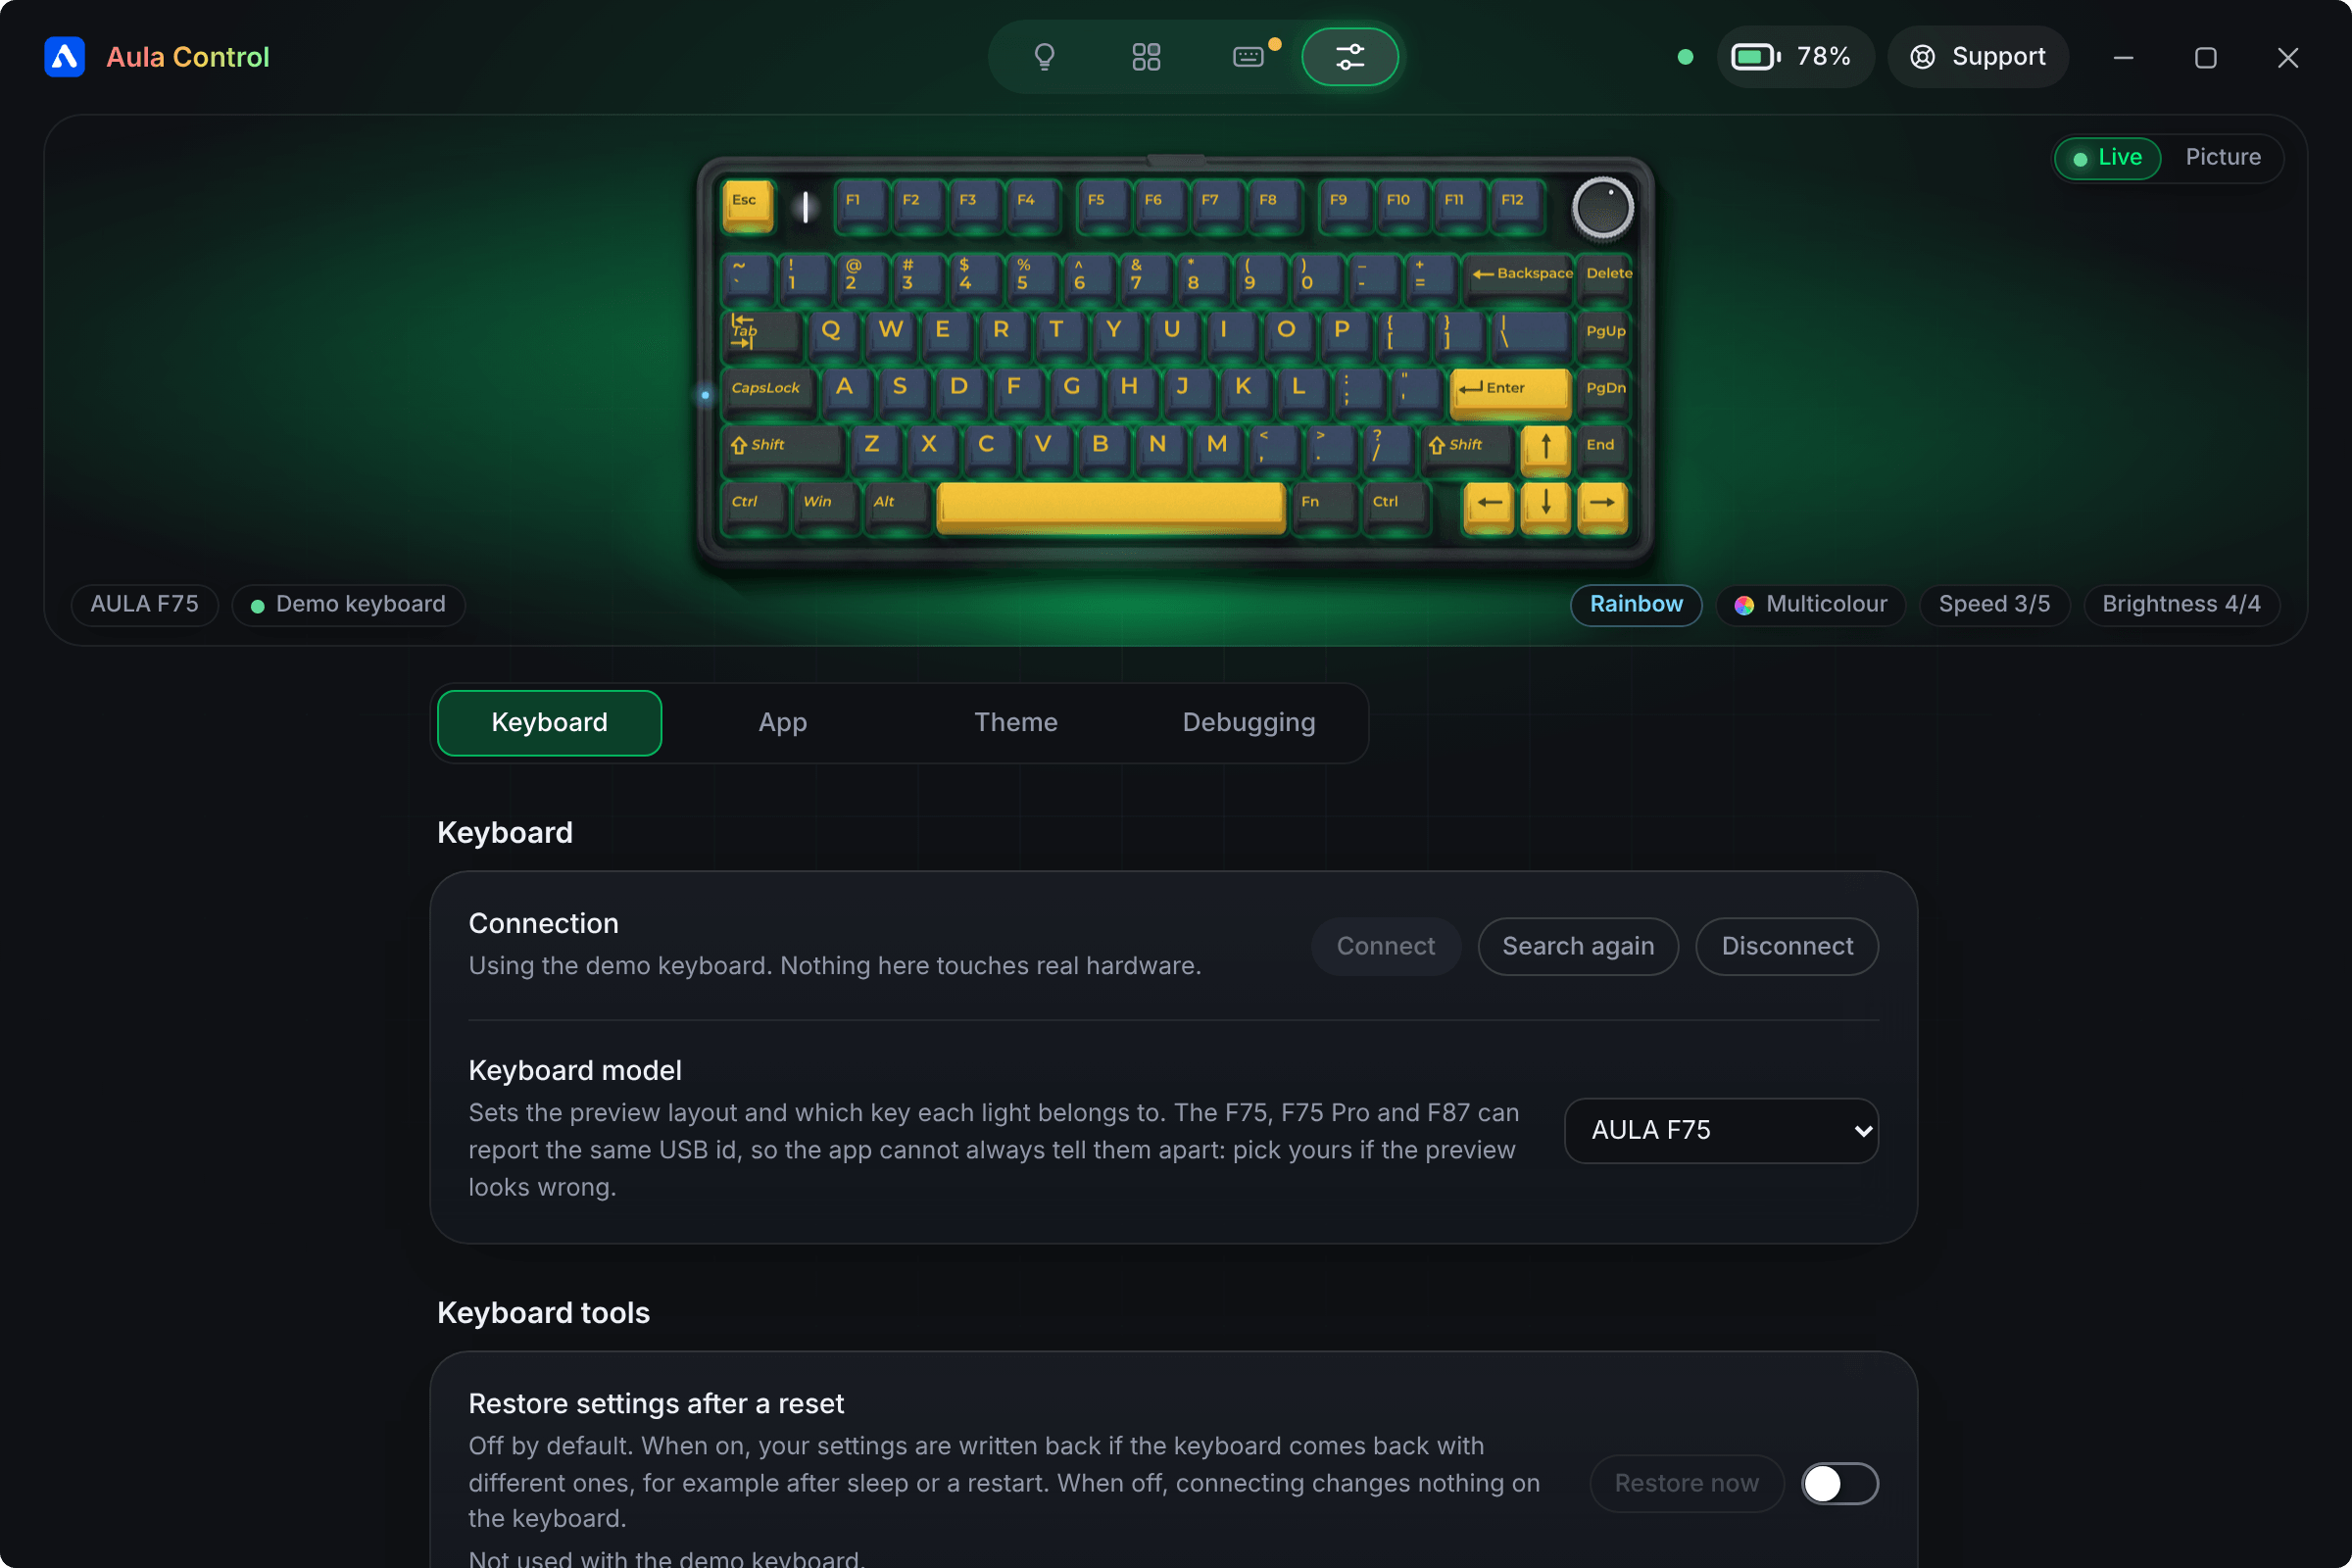 Aula Control
78%
Support
Live
Picture
Esc
F1
F2
F3
F4
F5
F6
F7
F8
F9
F10
F11
F12
~ `
! 1
@ 2
# 3
$ 4
% 5
^ 6
& 7
* 8
( 9
) 0
_ -
+ =
Backspace
Delete
Tab
Q
W
E
R
T
Y
U
I
O
P
{ [
} ]
| \
PgUp
CapsLock
A
S
D
F
G
H
J
K
L
: ;
" '
Enter
PgDn
Shift
Z
X
C
V
B
N
M
< ,
> .
? /
Shift
End
Ctrl
Win
Alt
Fn
Ctrl
AULA F75
Demo keyboard
Rainbow
Multicolour
Speed 3/5
Brightness 4/4
Keyboard
App
Theme
Debugging
Keyboard
Connection
Using the demo keyboard. Nothing here touches real hardware.
Connect
Search again
Disconnect
Keyboard model
Sets the preview layout and which key each light belongs to. The F75, F75 Pro and F87 can
report the same USB id, so the app cannot always tell them apart: pick yours if the preview
looks wrong.
AULA F75
Keyboard tools
Restore settings after a reset
Off by default. When on, your settings are written back if the keyboard comes back with
different ones, for example after sleep or a restart. When off, connecting changes nothing on
the keyboard.
Restore now
Not used with the demo keyboard.